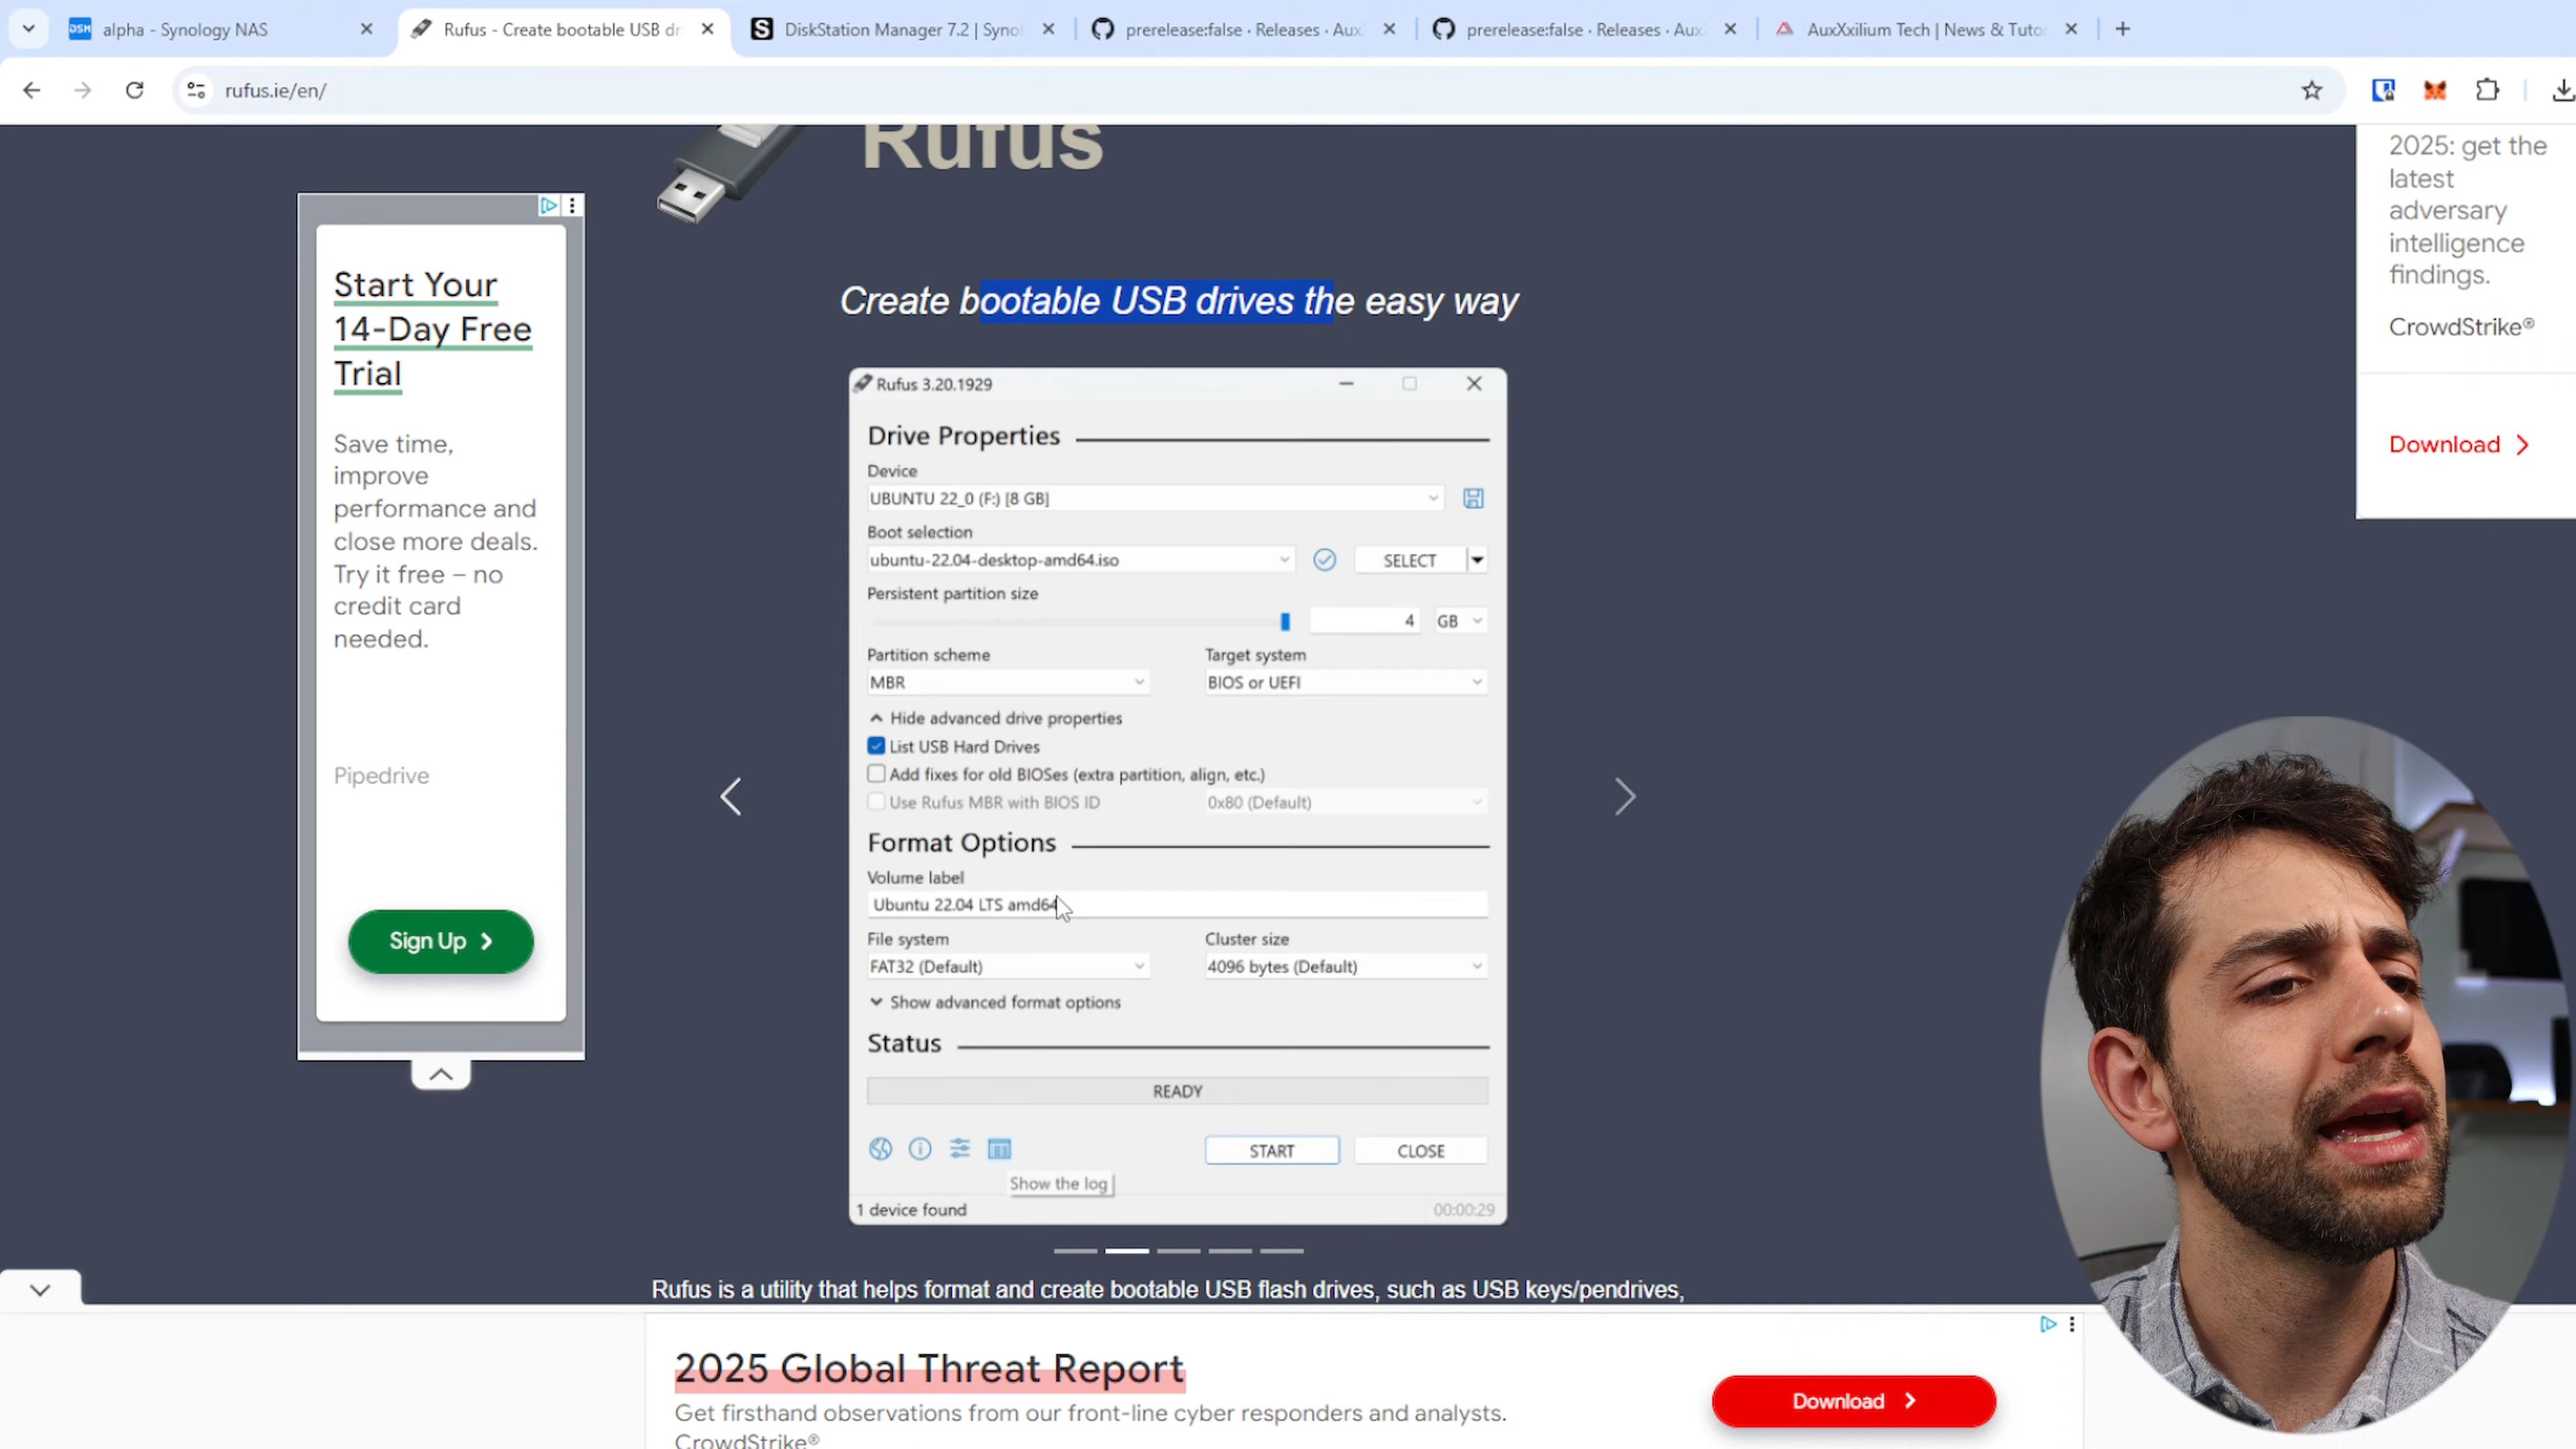 alpha - Synology NAS
Rufus - Create bootable USB dr
DiskStation Manager 7.2 | Synol
prerelease:false · Releases · Aux
prerelease:false · Releases · Aux
AuxXxilium Tech | News & Tuto
rufus.ie/en/
Rufus
2025: get the
latest
adversary
intelligence
findings.
CrowdStrike®
Download
Start Your
14-Day Free
Trial
Save time,
improve
performance and
close more deals.
Try it free – no
credit card
needed.
Pipedrive
Sign Up
Create bootable USB drives the easy way
Rufus 3.20.1929
Drive Properties
Device
UBUNTU 22_0 (F:) [8 GB]
Boot selection
ubuntu-22.04-desktop-amd64.iso
SELECT
Persistent partition size
4
GB
Partition scheme
Target system
MBR
BIOS or UEFI
Hide advanced drive properties
List USB Hard Drives
Add fixes for old BIOSes (extra partition, align, etc.)
Use Rufus MBR with BIOS ID
0x80 (Default)
Format Options
Volume label
Ubuntu 22.04 LTS amd64
File system
Cluster size
FAT32 (Default)
4096 bytes (Default)
Show advanced format options
Status
READY
START
CLOSE
Show the log
1 device found
00:00:29
Rufus is a utility that helps format and create bootable USB flash drives, such as USB keys/pendrives,
2025 Global Threat Report
Get firsthand observations from our front-line cyber responders and analysts.
CrowdStrike®
Download